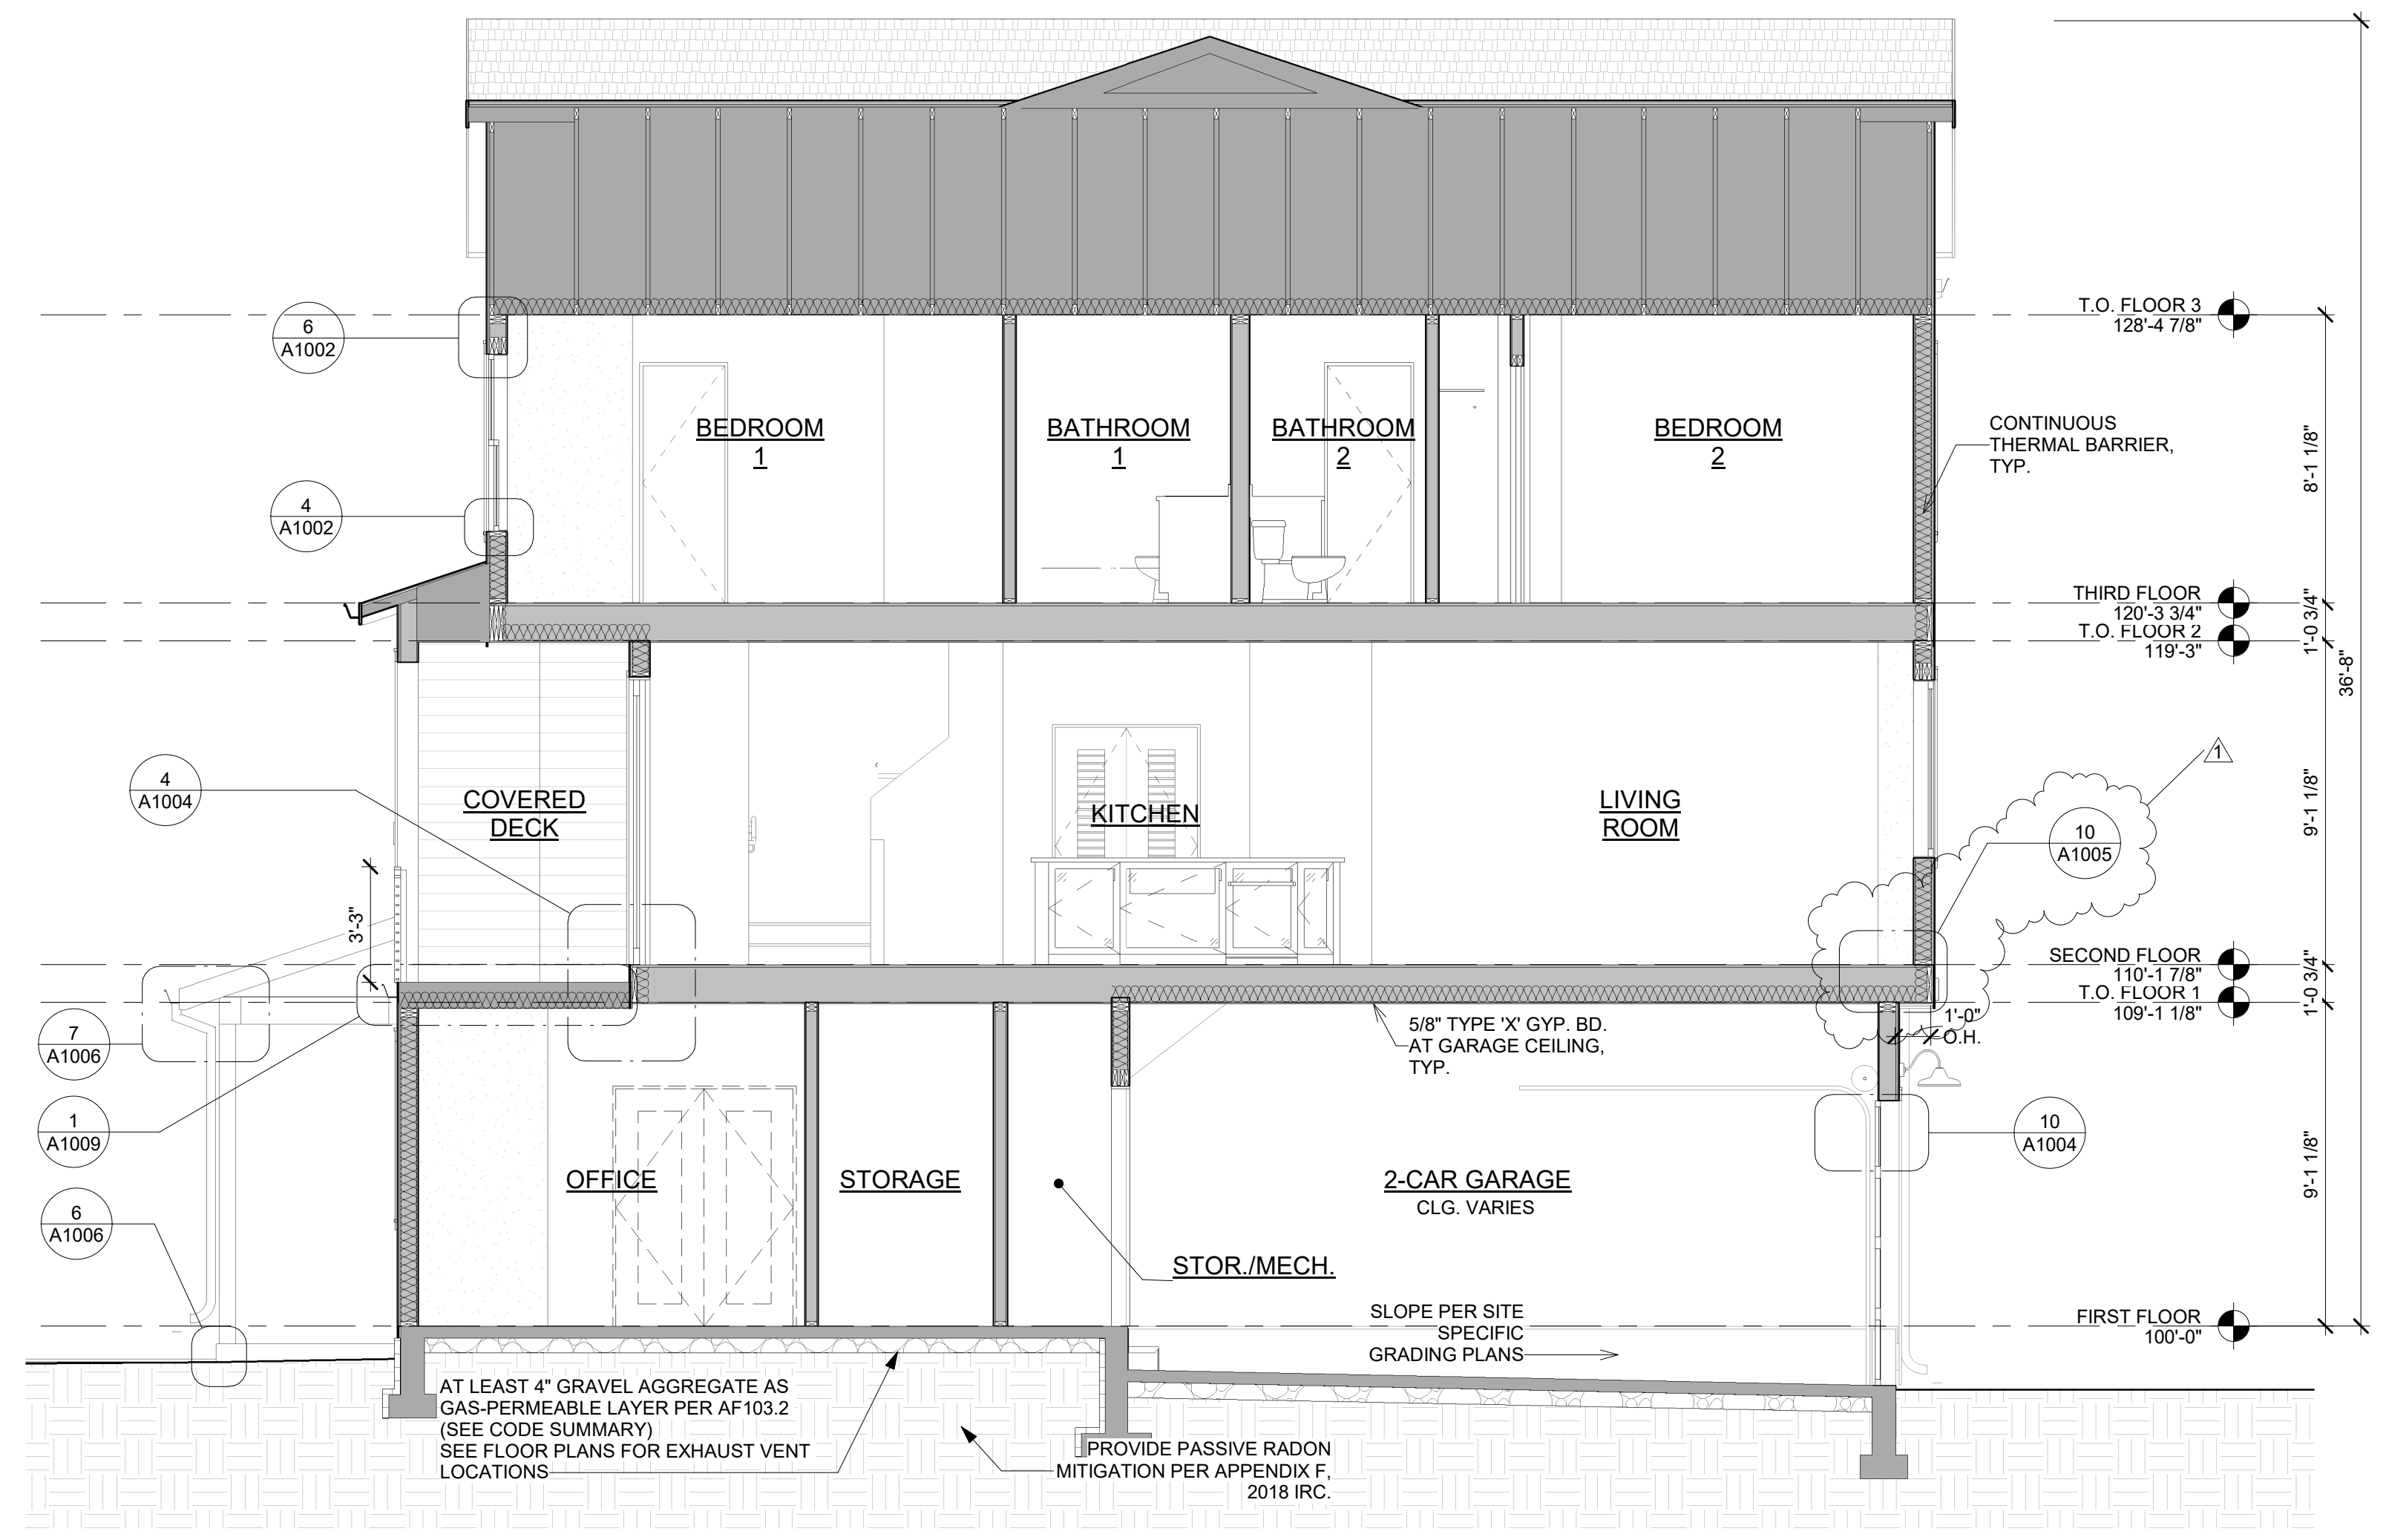 T.O. FLOOR 3
128'-4 7/8"
6
A1002
BEDROOM
1
BATHROOM
1
BATHROOM
2
BEDROOM
2
CONTINUOUS
THERMAL BARRIER,
TYP.
8'-1 1/8"
4
A1002
THIRD FLOOR
120'-3 3/4"
T.O. FLOOR 2
119'-3"
1'-0 3/4"
36'-8"
1
4
A1004
COVERED
DECK
KITCHEN
LIVING
ROOM
10
A1005
9'-1 1/8"
3'-3"
SECOND FLOOR
110'-1 7/8"
T.O. FLOOR 1
109'-1 1/8"
1'-0 3/4"
1'-0"
O.H.
7
A1006
5/8" TYPE 'X' GYP. BD.
AT GARAGE CEILING,
TYP.
1
A1009
10
A1004
OFFICE
STORAGE
2-CAR GARAGE
CLG. VARIES
9'-1 1/8"
6
A1006
STOR./MECH.
SLOPE PER SITE
SPECIFIC
GRADING PLANS
FIRST FLOOR
100'-0"
AT LEAST 4" GRAVEL AGGREGATE AS
GAS-PERMEABLE LAYER PER AF103.2
(SEE CODE SUMMARY)
SEE FLOOR PLANS FOR EXHAUST VENT
LOCATIONS
PROVIDE PASSIVE RADON
MITIGATION PER APPENDIX F,
2018 IRC.